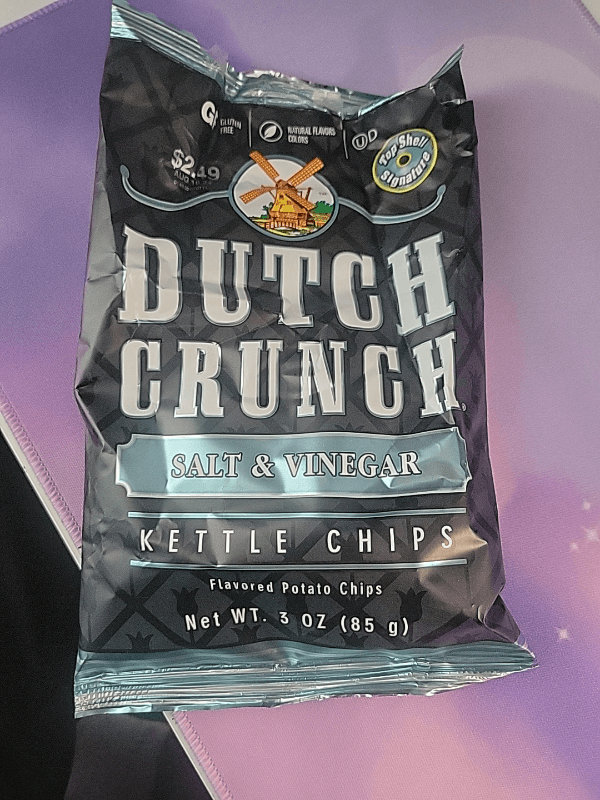 GLUTEN
FREE
NATURAL FLAVORS
COLORS
UD
Top Shelf
Signature
$2.49
DUTCH
CRUNCH®
SALT & VINEGAR
KETTLE CHIPS
Flavored Potato Chips
Net WT. 3 OZ (85 g)